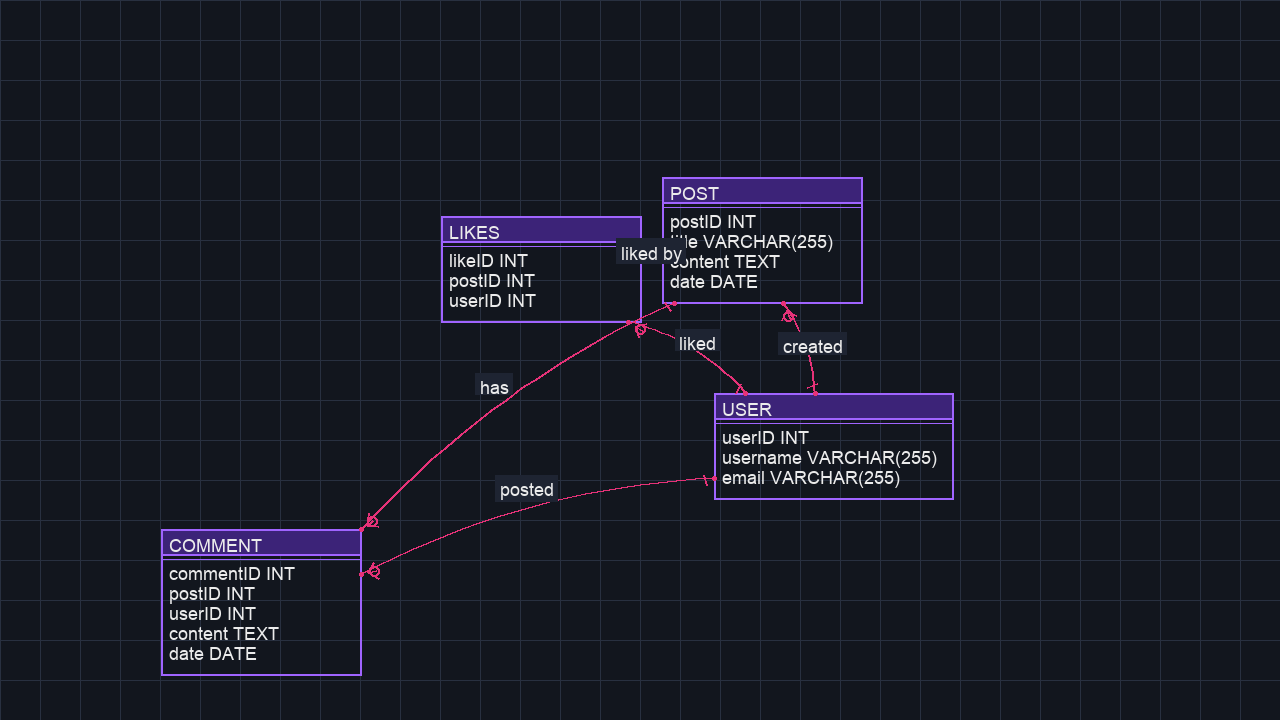 POST
postID INT
VARCHAR(255)
content TEXT
date DATE
LIKES
likeID INT
postID INT
userID INT
liked by
liked
created
has
USER
userID INT
username VARCHAR(255)
email VARCHAR(255)
posted
COMMENT
commentID INT
postID INT
userID INT
content TEXT
date DATE